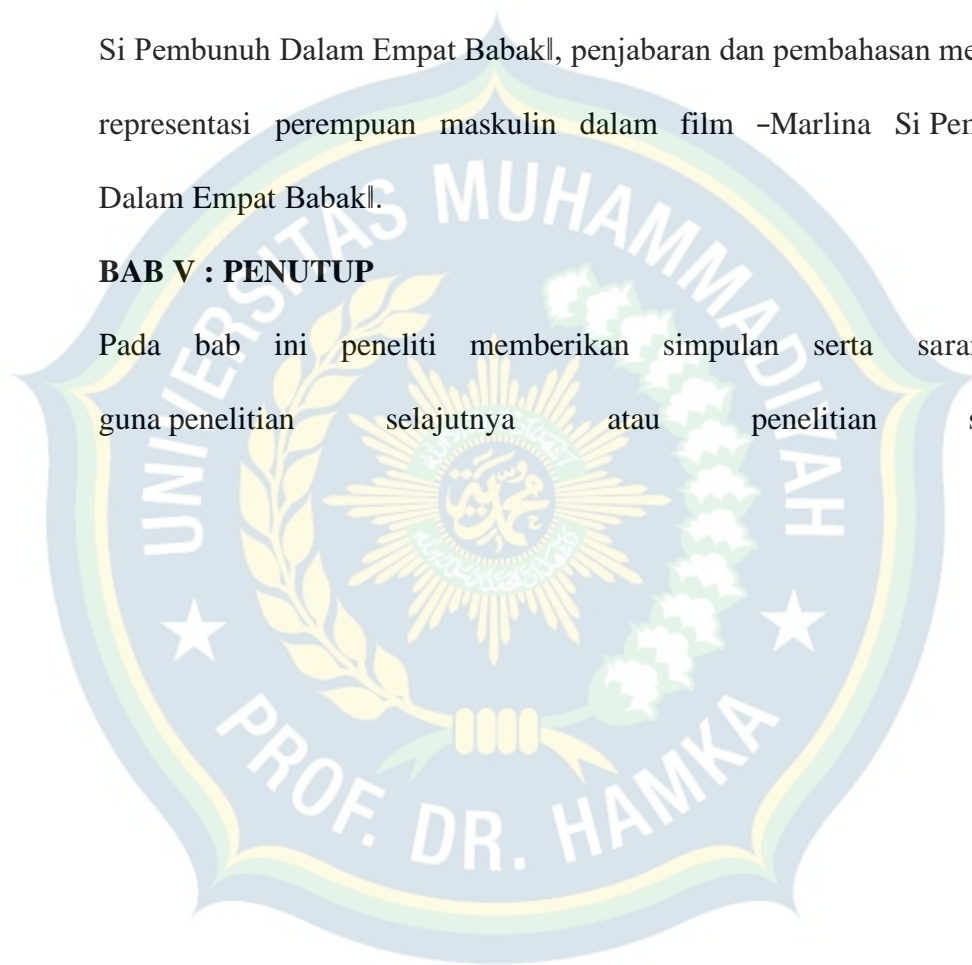 Si Pembunuh Dalam Empat Babak‖, penjabaran dan pembahasan me
representasi perempuan maskulin dalam film ―Marlina Si Pem
Dalam Empat Babak‖.
BAB V : PENUTUP
Pada bab ini peneliti memberikan simpulan serta saran
guna penelitian selajutnya atau penelitian s
UNIVERSITAS MUHAMMADIYAH
محمد
PROF. DR. HAMKA